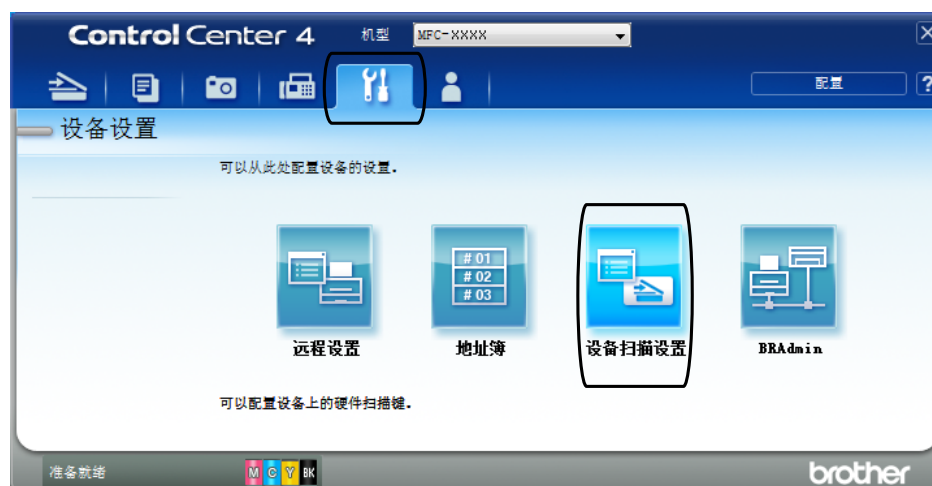 Control Center 4 机型 MFC-XXXX
配置 ?
设备设置
可以从此处配置设备的设置。
# 01
# 02
# 03
远程设置 地址簿 设备扫描设置 BRAdmin
可以配置设备上的硬件扫描键。
准备就绪 M C Y BK brother